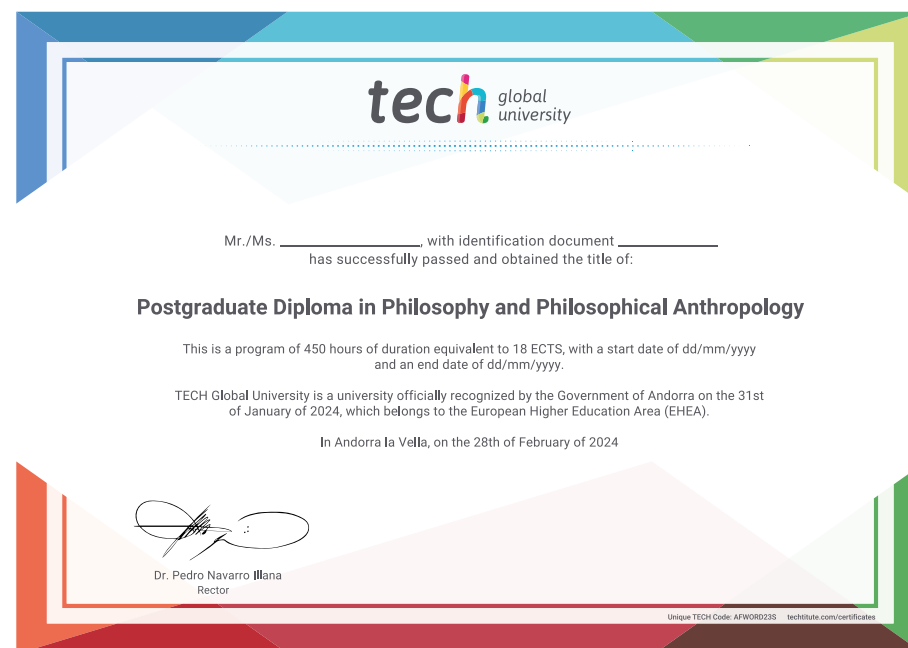 tech global university
Mr./Ms. ____________________, with identification document ______________
has successfully passed and obtained the title of:
Postgraduate Diploma in Philosophy and Philosophical Anthropology
This is a program of 450 hours of duration equivalent to 18 ECTS, with a start date of dd/mm/yyyy
and an end date of dd/mm/yyyy.
TECH Global University is a university officially recognized by the Government of Andorra on the 31st
of January of 2024, which belongs to the European Higher Education Area (EHEA).
In Andorra la Vella, on the 28th of February of 2024
Dr. Pedro Navarro Illana
Rector
Unique TECH Code: AFWORD23S techtitute.com/certificates